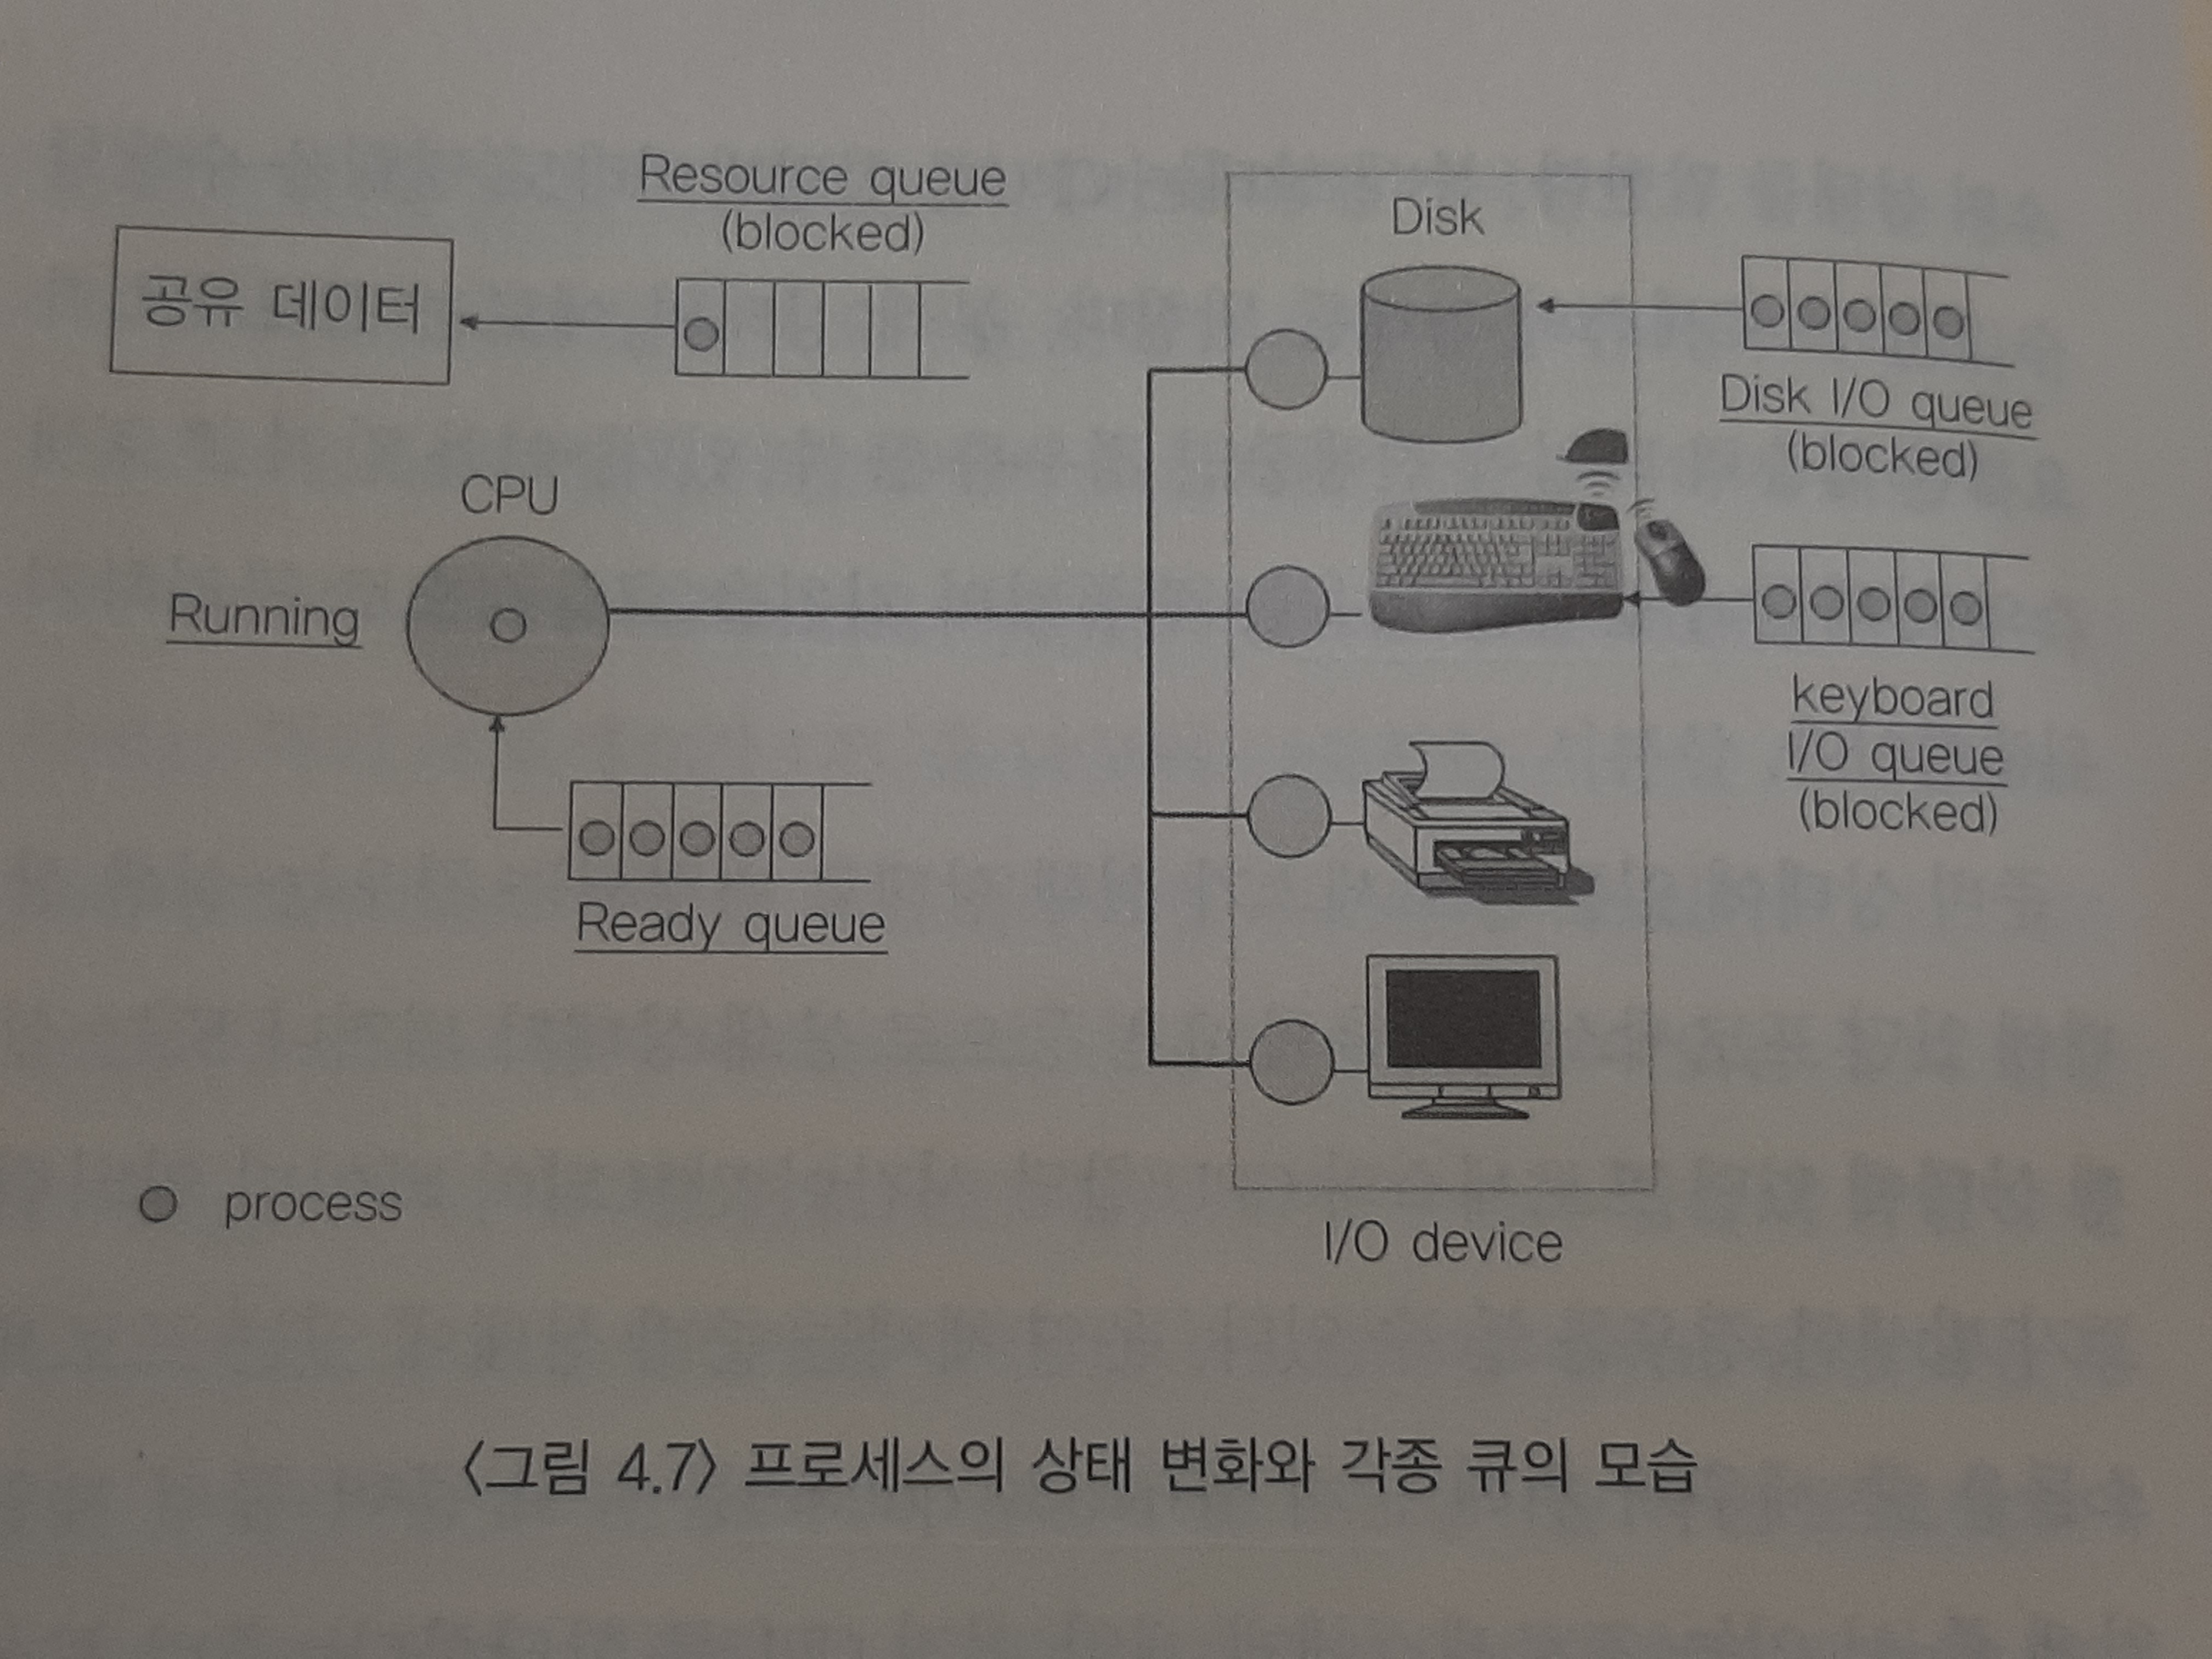 Resource queue
(blocked)
공유 데이터
Disk
Disk I/O queue
(blocked)
CPU
Running
keyboard
I/O queue
(blocked)
Ready queue
process
I/O device
〈그림 4.7〉 프로세스의 상태 변화와 각종 큐의 모습